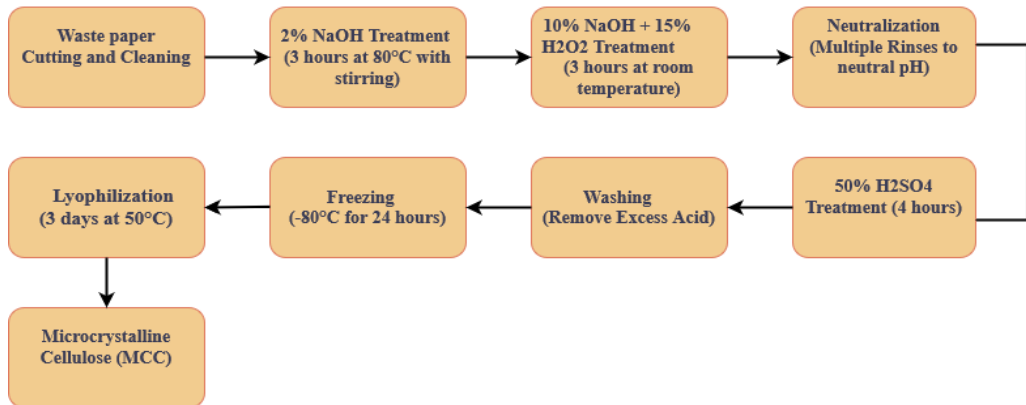 Waste paper
Cutting and Cleaning
2% NaOH Treatment
(3 hours at 80°C with
stirring)
10% NaOH + 15%
H2O2 Treatment
(3 hours at room
temperature)
Neutralization
(Multiple Rinses to
neutral pH)
50% H2SO4
Treatment (4 hours)
Washing
(Remove Excess Acid)
Freezing
(-80°C for 24 hours)
Lyophilization
(3 days at 50°C)
Microcrystalline
Cellulose (MCC)